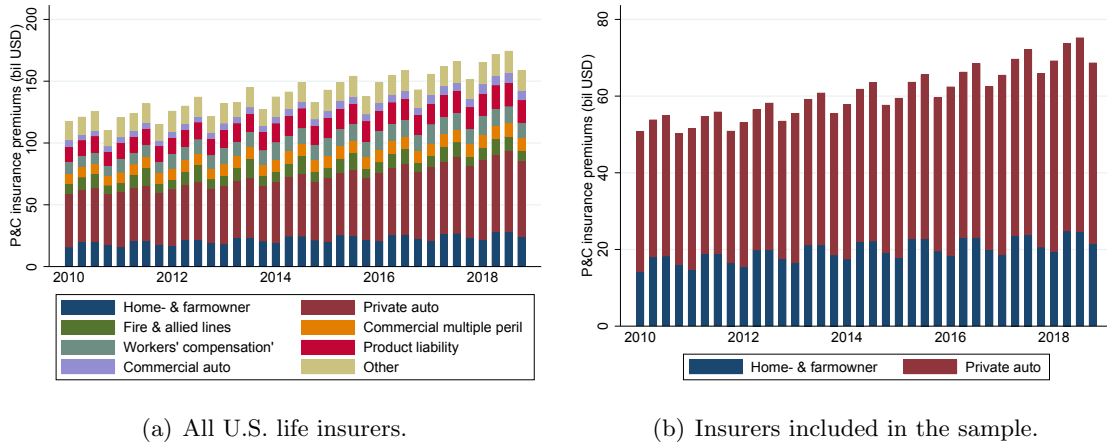 P&C insurance premiums (bil USD)
200
150
100
50
0
2010 2012 2014 2016 2018
Home- & farmowner Private auto
Fire & allied lines Commercial multiple peril
Workers' compensation' Product liability
Commercial auto Other
(a) All U.S. life insurers.
P&C insurance premiums (bil USD)
80
60
40
20
0
2010 2012 2014 2016 2018
Home- & farmowner Private auto
(b) Insurers included in the sample.